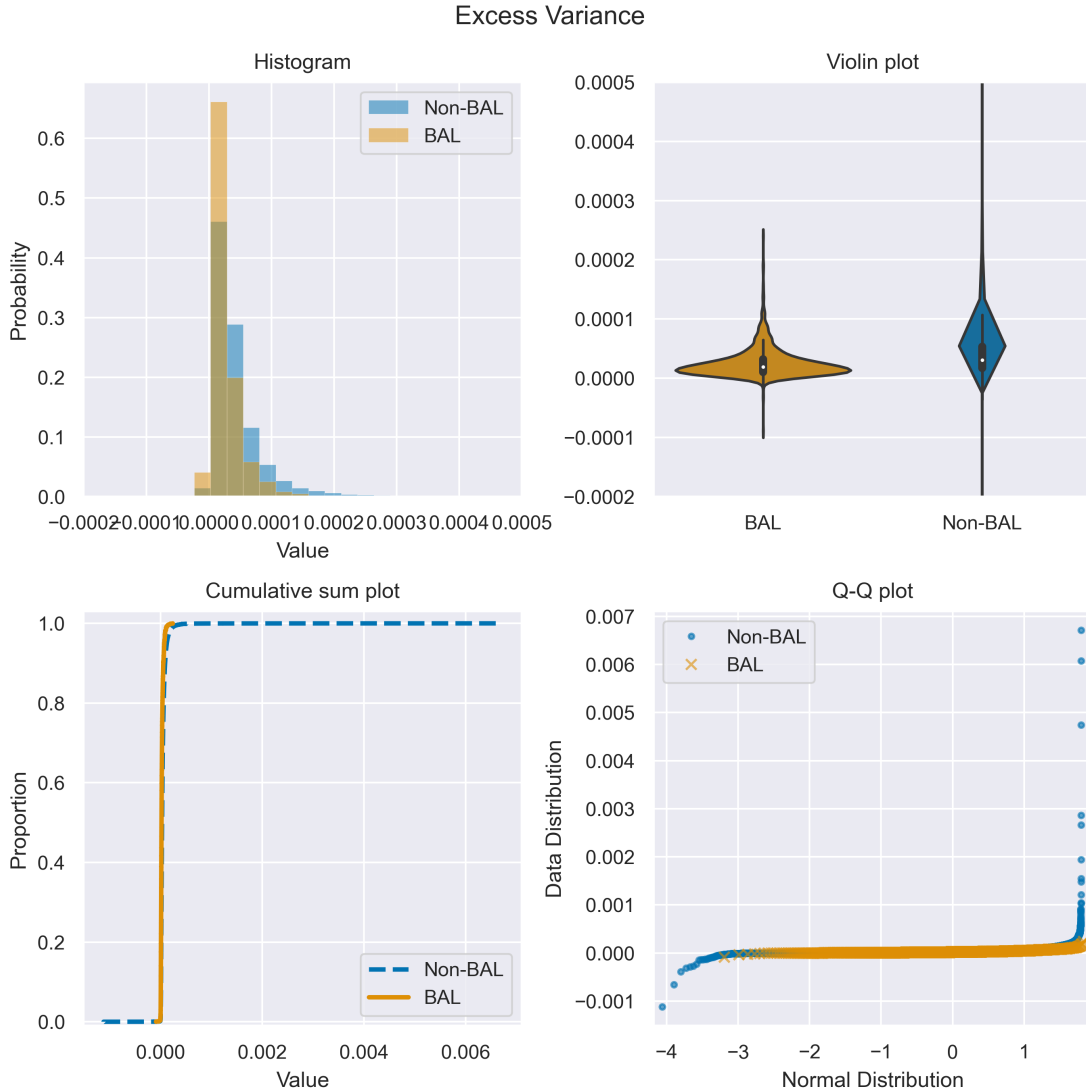 Excess Variance
Histogram
Probability
0.6
0.5
0.4
0.3
0.2
0.1
0.0
Non-BAL
BAL
−0.0002 −0.0001 0.0000 0.0001 0.0002 0.0003 0.0004 0.0005
Value
Violin plot
0.0005
0.0004
0.0003
0.0002
0.0001
0.0000
−0.0001
−0.0002
BAL Non-BAL
Cumulative sum plot
Proportion
1.0
0.8
0.6
0.4
0.2
0.0
Non-BAL
BAL
0.000 0.002 0.004 0.006
Value
Q-Q plot
Data Distribution
0.007
0.006
0.005
0.004
0.003
0.002
0.001
0.000
−0.001
Non-BAL
BAL
−4 −3 −2 −1 0 1
Normal Distribution